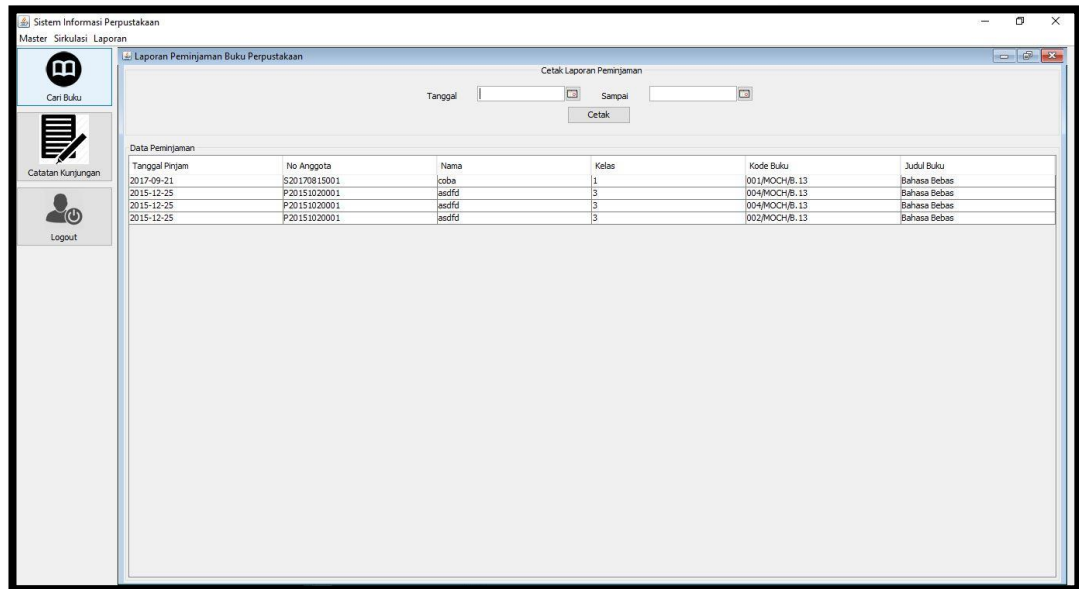 Sistem Informasi Perpustakaan
Master Sirkulasi Laporan
Cari Buku
Catatan Kunjungan
Logout
Laporan Peminjaman Buku Perpustakaan
Cetak Laporan Peminjaman
Tanggal Sampai
Cetak
Data Peminjaman
Tanggal Pinjam No Anggota Nama Kelas Kode Buku Judul Buku
2017-09-21 S20170815001 coba 1 001/MOCH/B.13 Bahasa Bebas
2015-12-25 P20151020001 asdfd 3 004/MOCH/B.13 Bahasa Bebas
2015-12-25 P20151020001 asdfd 3 004/MOCH/B.13 Bahasa Bebas
2015-12-25 P20151020001 asdfd 3 002/MOCH/B.13 Bahasa Bebas